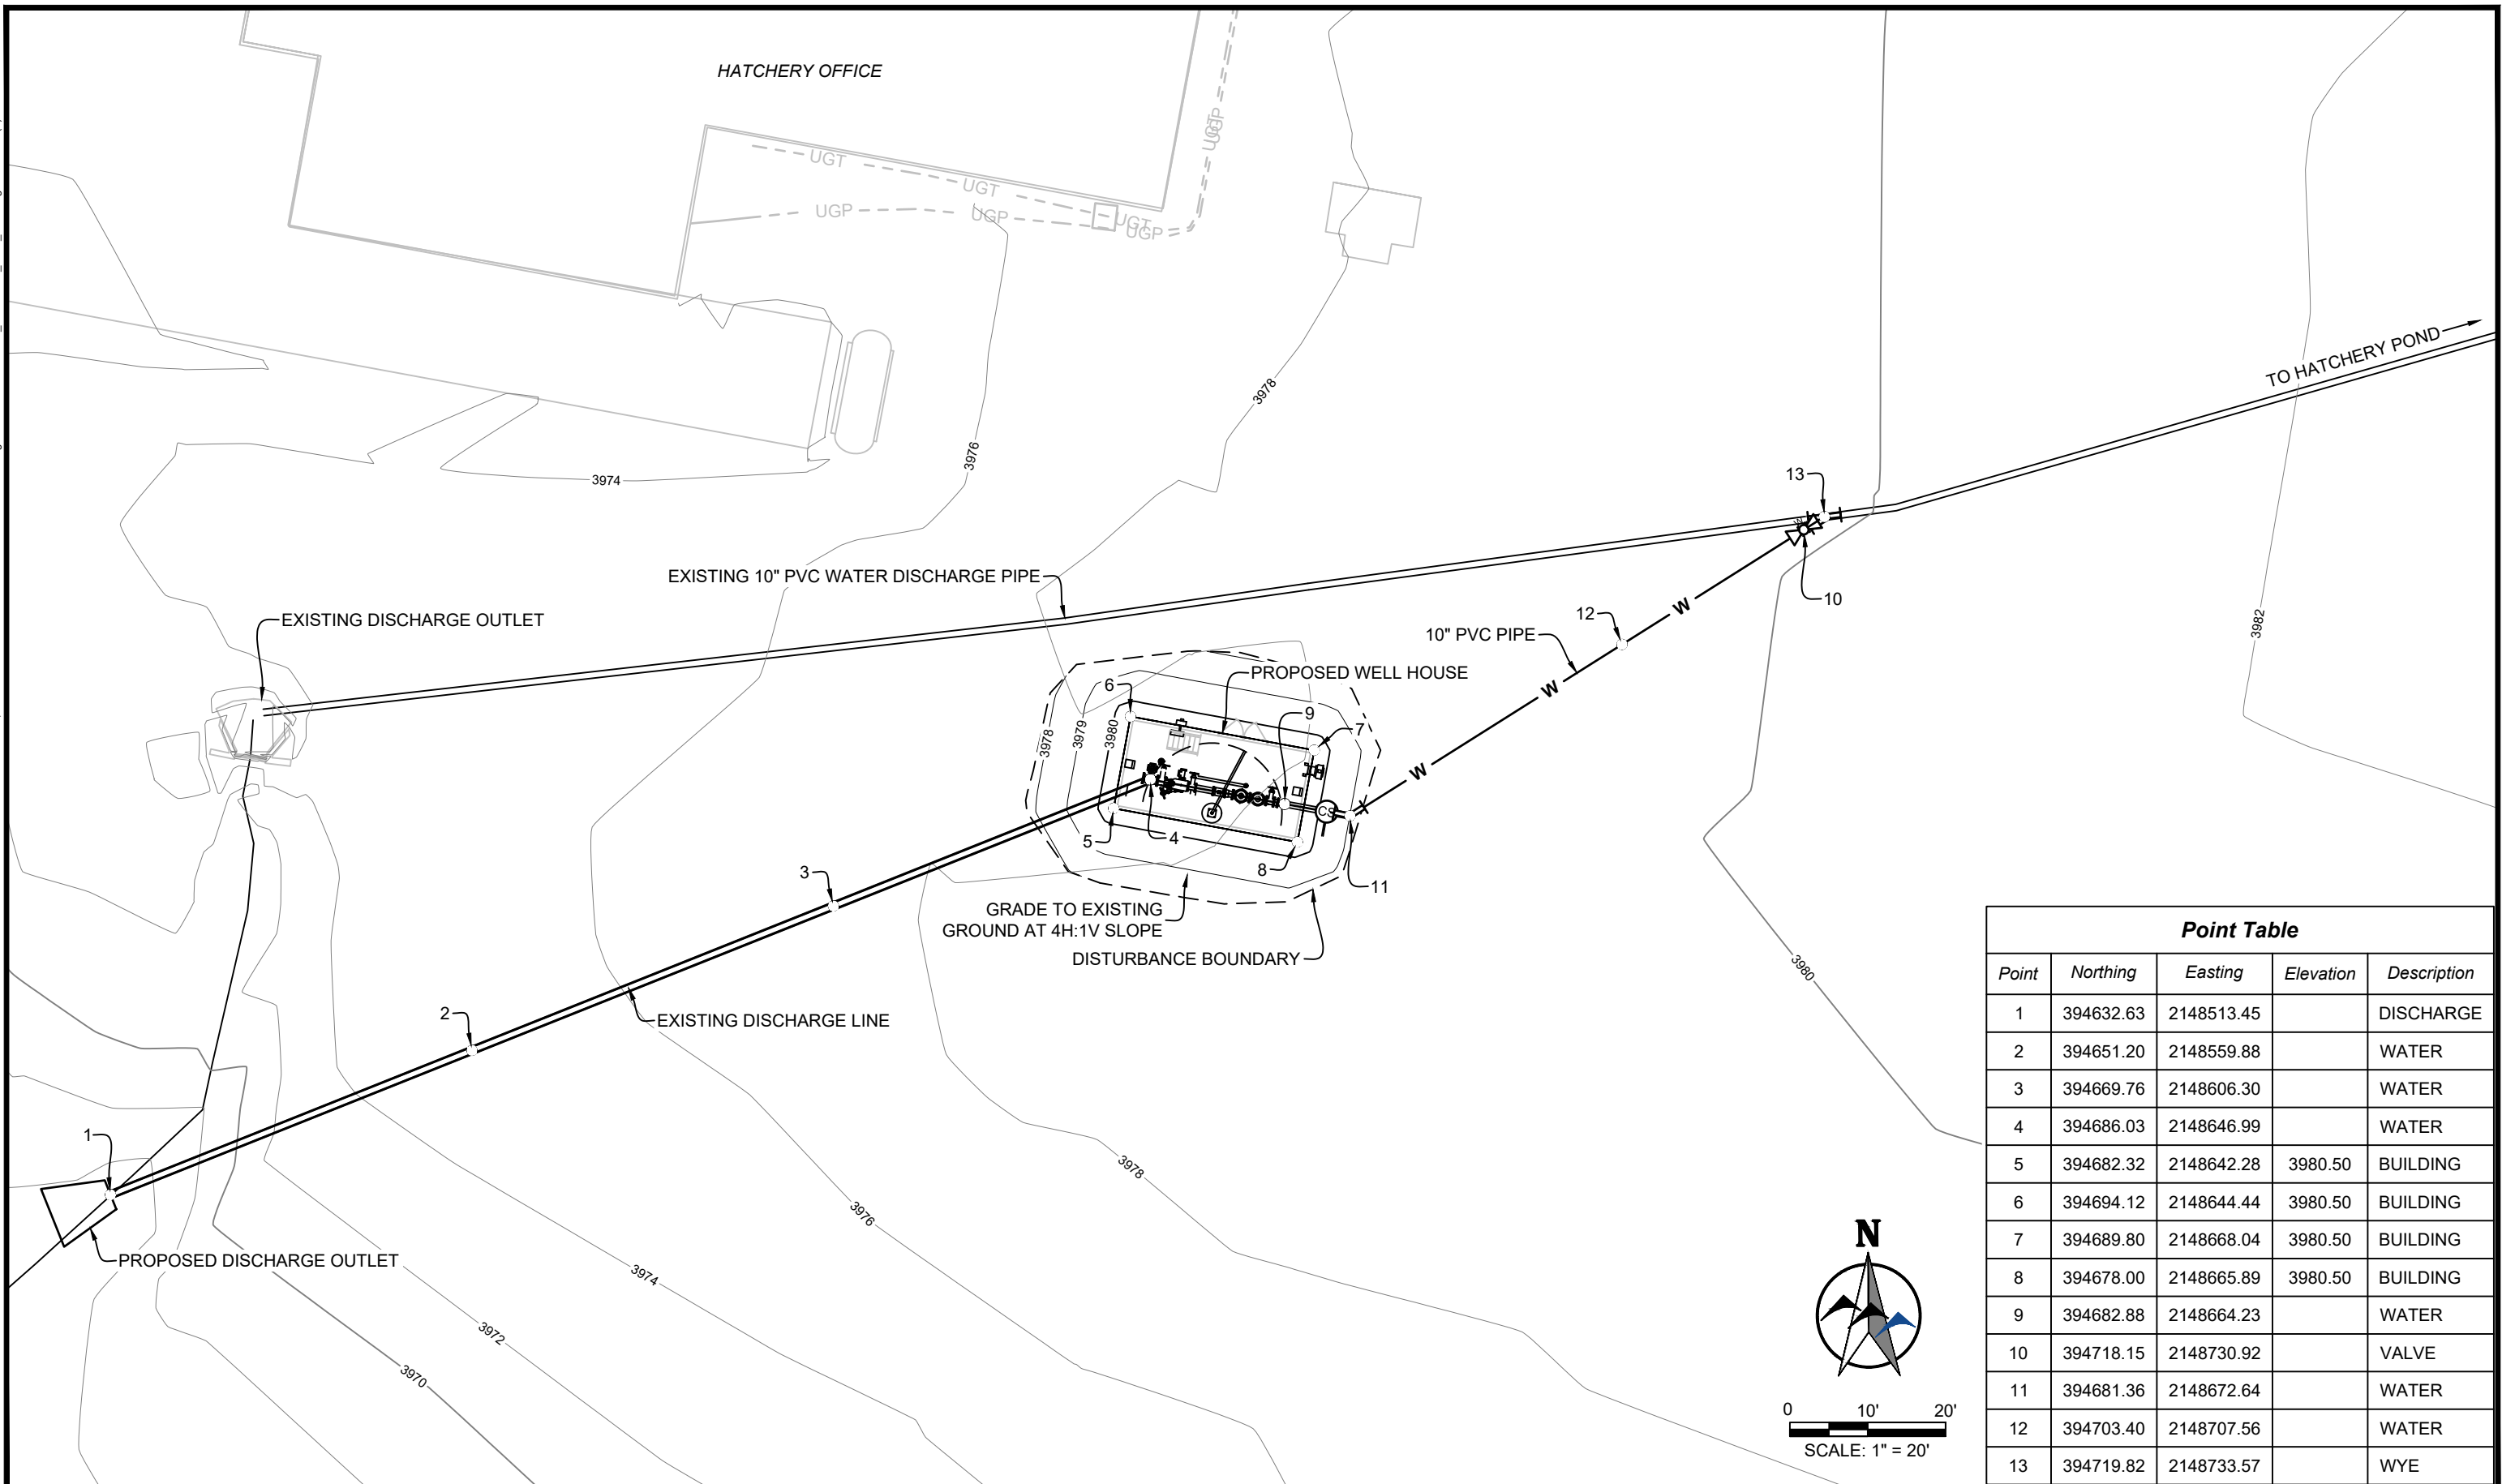 HATCHERY OFFICE
UGT
UGT
UGT
UGP
UGP
UGP
UGT
UGP
3978
3976
3974
TO HATCHERY POND
13
10
12
10" PVC PIPE
W
W
W
3982
EXISTING 10" PVC WATER DISCHARGE PIPE
EXISTING DISCHARGE OUTLET
PROPOSED WELL HOUSE
6
9
7
3978
3979
3980
CS
5
4
8
11
3
GRADE TO EXISTING
GROUND AT 4H:1V SLOPE
DISTURBANCE BOUNDARY
3980
2
EXISTING DISCHARGE LINE
1
PROPOSED DISCHARGE OUTLET
3978
3976
3974
3972
3970
N
0 10' 20'
SCALE: 1" = 20'
Point Table
Point Northing Easting Elevation Description
1 394632.63 2148513.45 DISCHARGE
2 394651.20 2148559.88 WATER
3 394669.76 2148606.30 WATER
4 394686.03 2148646.99 WATER
5 394682.32 2148642.28 3980.50 BUILDING
6 394694.12 2148644.44 3980.50 BUILDING
7 394689.80 2148668.04 3980.50 BUILDING
8 394678.00 2148665.89 3980.50 BUILDING
9 394682.88 2148664.23 WATER
10 394718.15 2148730.92 VALVE
11 394681.36 2148672.64 WATER
12 394703.40 2148707.56 WATER
13 394719.82 2148733.57 WYE